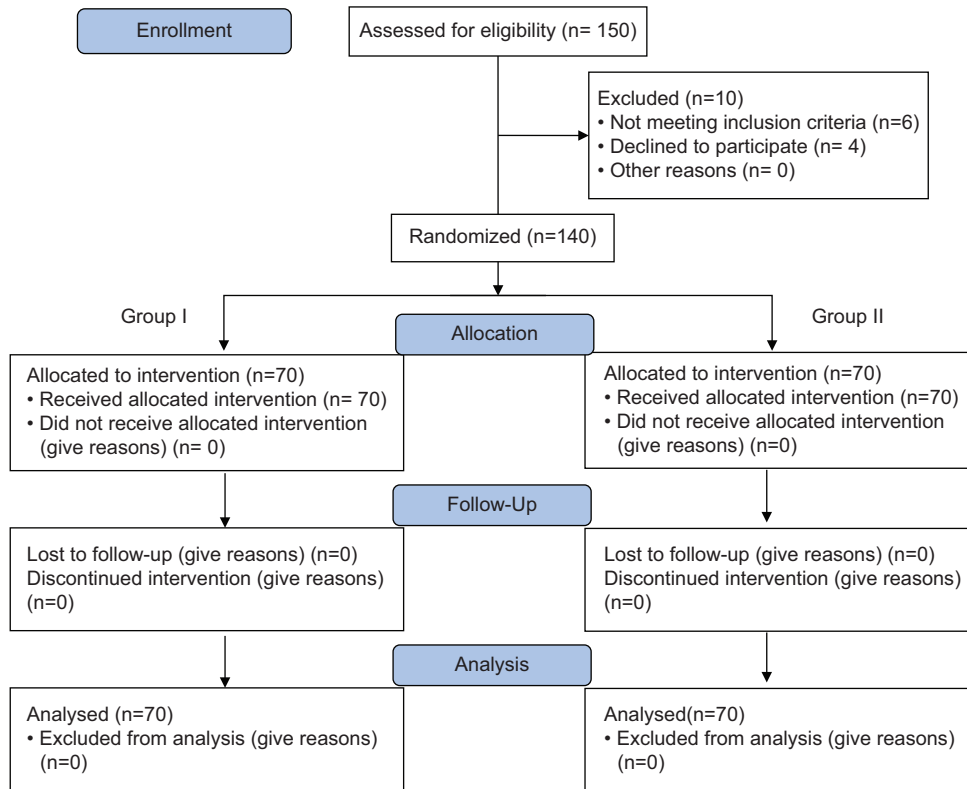 Enrollment
Assessed for eligibility (n= 150)
Excluded (n=10)
• Not meeting inclusion criteria (n=6)
• Declined to participate (n= 4)
• Other reasons (n= 0)
Randomized (n=140)
Group I
Group II
Allocation
Allocated to intervention (n=70)
• Received allocated intervention (n= 70)
• Did not receive allocated intervention
(give reasons) (n= 0)
Allocated to intervention (n=70)
• Received allocated intervention (n=70)
• Did not receive allocated intervention
(give reasons) (n=0)
Follow-Up
Lost to follow-up (give reasons) (n=0)
Discontinued intervention (give reasons)
(n=0)
Lost to follow-up (give reasons) (n=0)
Discontinued intervention (give reasons)
(n=0)
Analysis
Analysed (n=70)
• Excluded from analysis (give reasons)
(n=0)
Analysed(n=70)
• Excluded from analysis (give reasons)
(n=0)